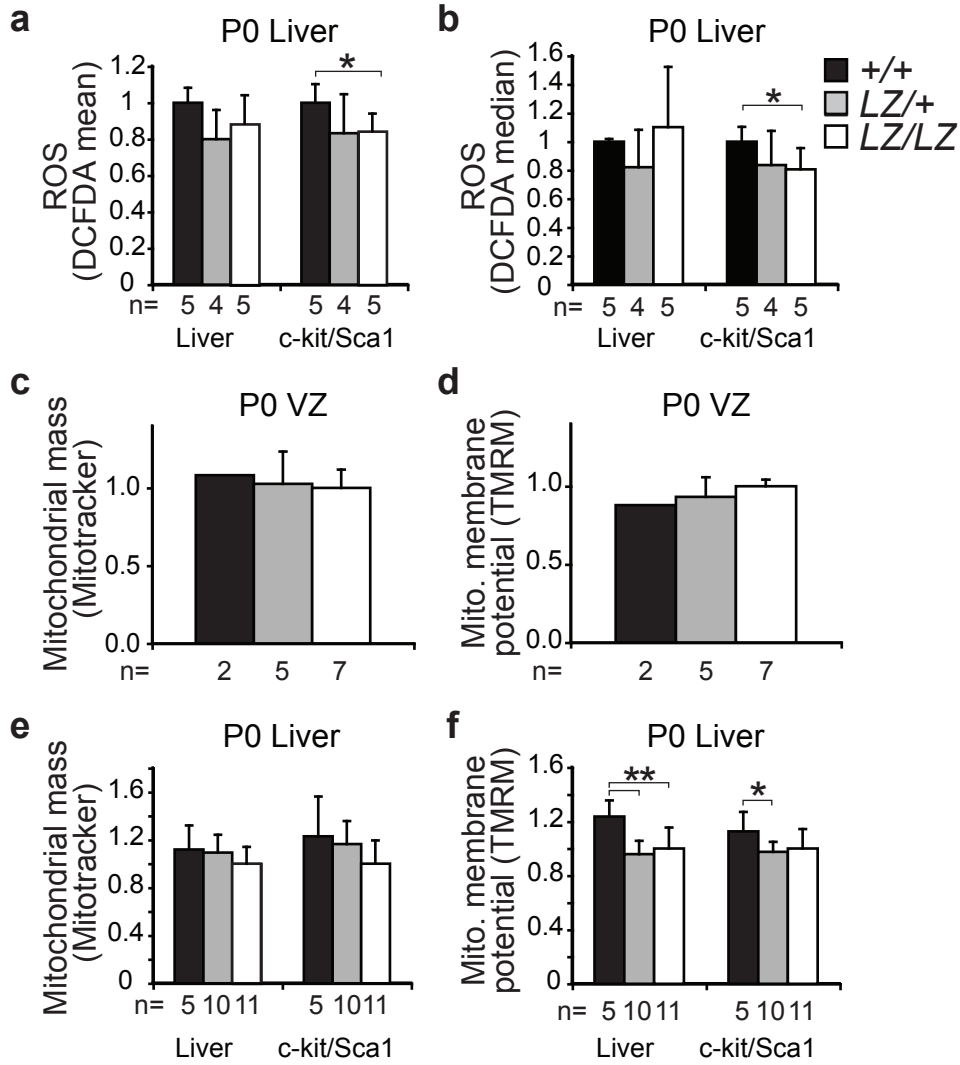 a
P0 Liver
ROS
(DCFDA mean)
1.2
1
0.8
0.6
0.4
0.2
0
*
n= 5 4 5 5 4 5
Liver c-kit/Sca1
b
P0 Liver
ROS
(DCFDA median)
1.6
1.4
1.2
1
0.8
0.6
0.4
0.2
0
*
n= 5 4 5 5 4 5
Liver c-kit/Sca1
+/+
LZ/+
LZ/LZ
c
P0 VZ
Mitochondrial mass
(Mitotracker)
1.0
0.5
0.0
n= 2 5 7
d
P0 VZ
Mito. membrane
potential (TMRM)
1.0
0.5
0.0
n= 2 5 7
e
P0 Liver
Mitochondrial mass
(Mitotracker)
1.6
1.2
0.8
0.4
0
n= 5 10 11 5 10 11
Liver c-kit/Sca1
f
P0 Liver
Mito. membrane
potential (TMRM)
1.6
1.2
0.8
0.4
0
**
*
n= 5 10 11 5 10 11
Liver c-kit/Sca1